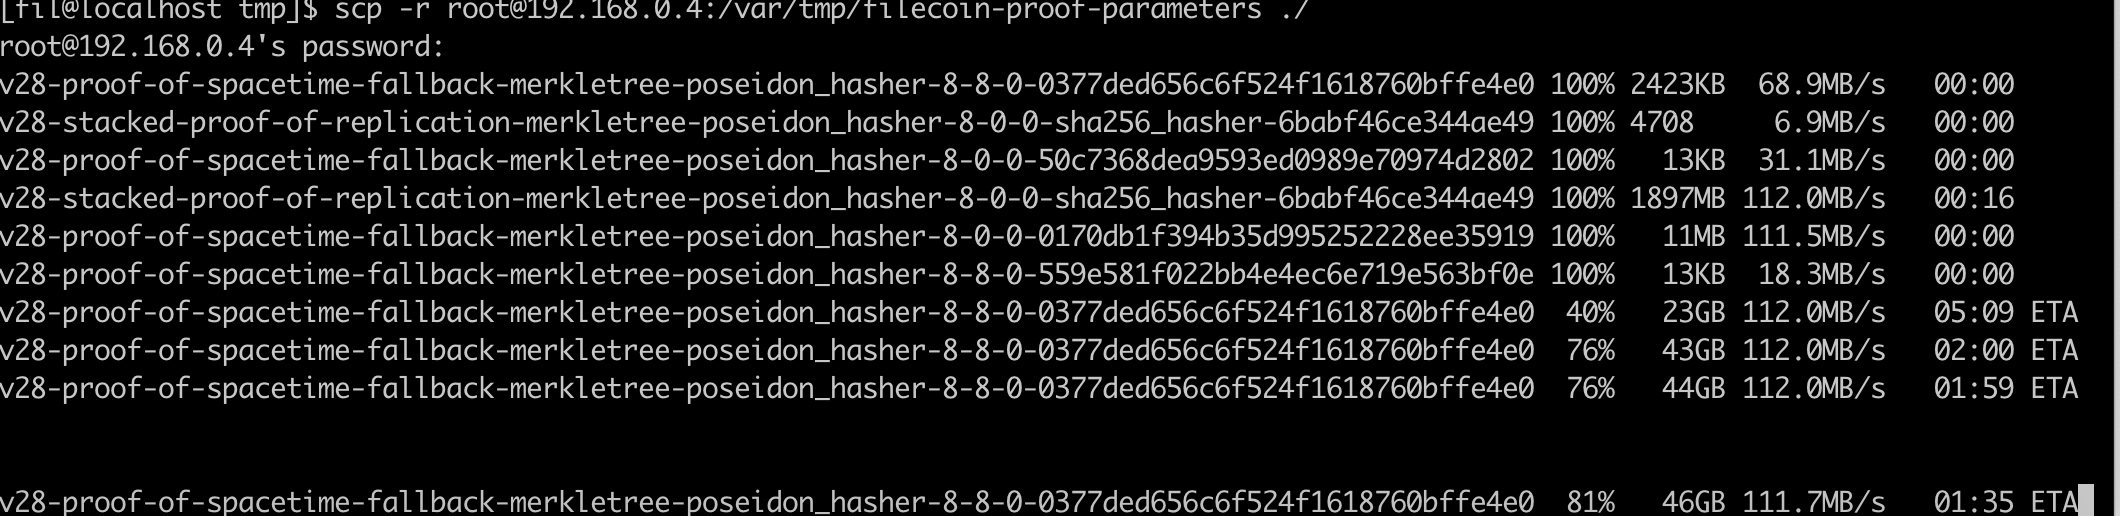 [fil@localhost tmp]$ scp -r root@192.168.0.4:/var/tmp/filecoin-proof-parameters ./
root@192.168.0.4's password:
v28-proof-of-spacetime-fallback-merkletree-poseidon_hasher-8-8-0-0377ded656c6f524f1618760bffe4e0 100% 2423KB  68.9MB/s   00:00
v28-stacked-proof-of-replication-merkletree-poseidon_hasher-8-0-0-sha256_hasher-6babf46ce344ae49 100% 4708     6.9MB/s   00:00
v28-proof-of-spacetime-fallback-merkletree-poseidon_hasher-8-0-0-50c7368dea9593ed0989e70974d2802 100%   13KB  31.1MB/s   00:00
v28-stacked-proof-of-replication-merkletree-poseidon_hasher-8-0-0-sha256_hasher-6babf46ce344ae49 100% 1897MB 112.0MB/s   00:16
v28-proof-of-spacetime-fallback-merkletree-poseidon_hasher-8-0-0-0170db1f394b35d995252228ee35919 100%   11MB 111.5MB/s   00:00
v28-proof-of-spacetime-fallback-merkletree-poseidon_hasher-8-0-0-559e581f022bb4e4ec6e719e563bf0e 100%   13KB  18.3MB/s   00:00
v28-proof-of-spacetime-fallback-merkletree-poseidon_hasher-8-8-0-0377ded656c6f524f1618760bffe4e0  40%   23GB 112.0MB/s   05:09 ETA
v28-proof-of-spacetime-fallback-merkletree-poseidon_hasher-8-8-0-0377ded656c6f524f1618760bffe4e0  76%   43GB 112.0MB/s   02:00 ETA
v28-proof-of-spacetime-fallback-merkletree-poseidon_hasher-8-8-0-0377ded656c6f524f1618760bffe4e0  76%   44GB 112.0MB/s   01:59 ETA
v28-proof-of-spacetime-fallback-merkletree-poseidon_hasher-8-8-0-0377ded656c6f524f1618760bffe4e0  81%   46GB 111.7MB/s   01:35 ETA